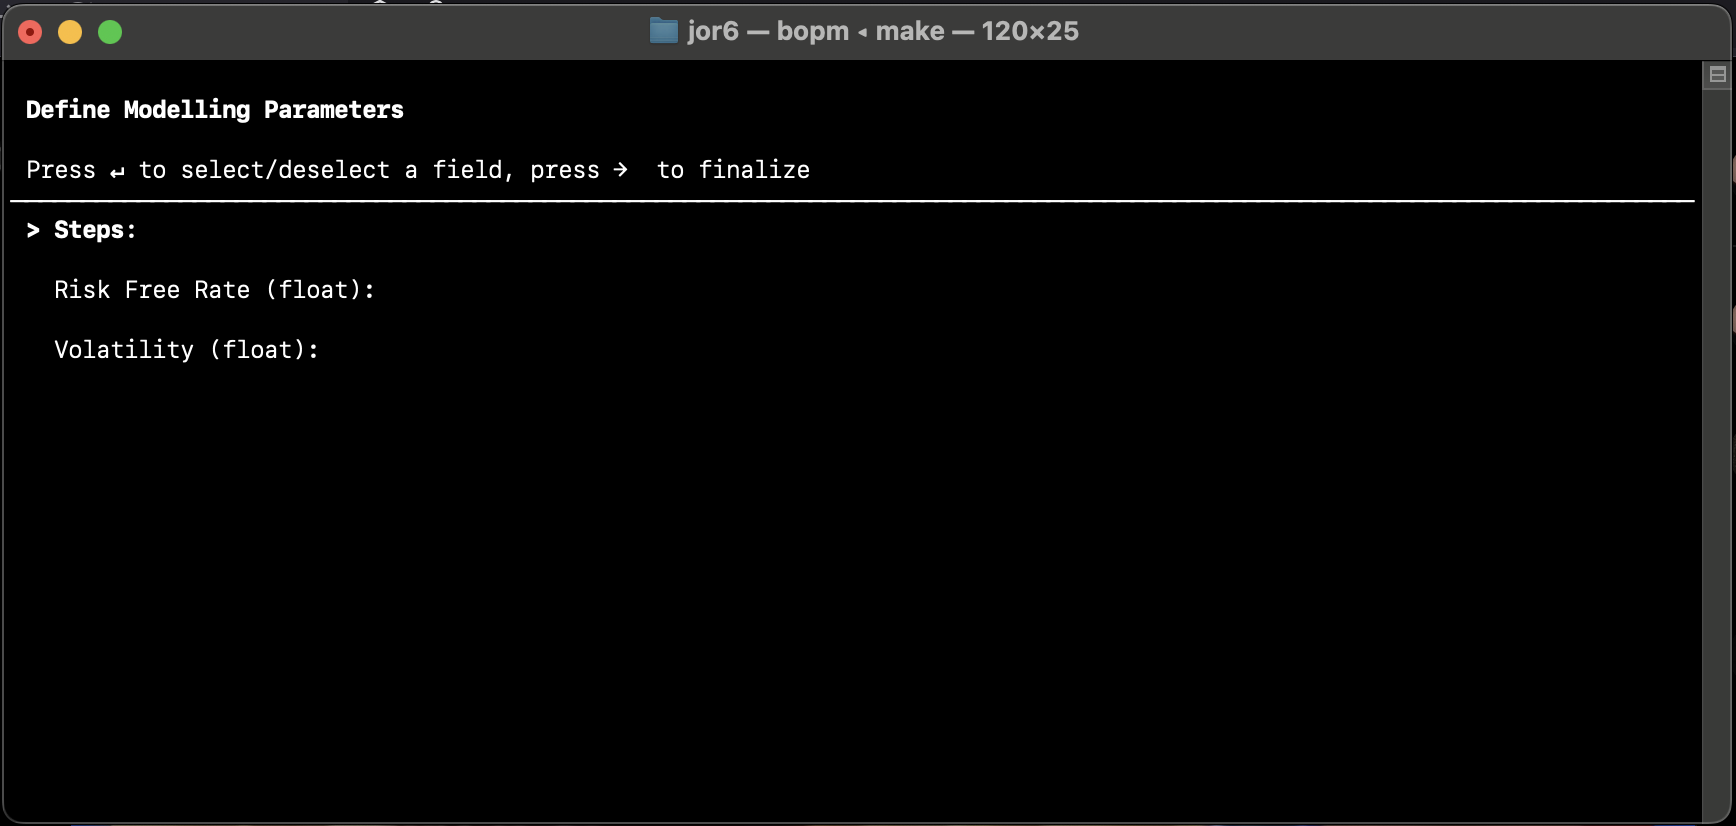 jor6 — bopm ◂ make — 120×25
Define Modelling Parameters
Press ↵ to select/deselect a field, press → to finalize
> Steps:
Risk Free Rate (float):
Volatility (float):